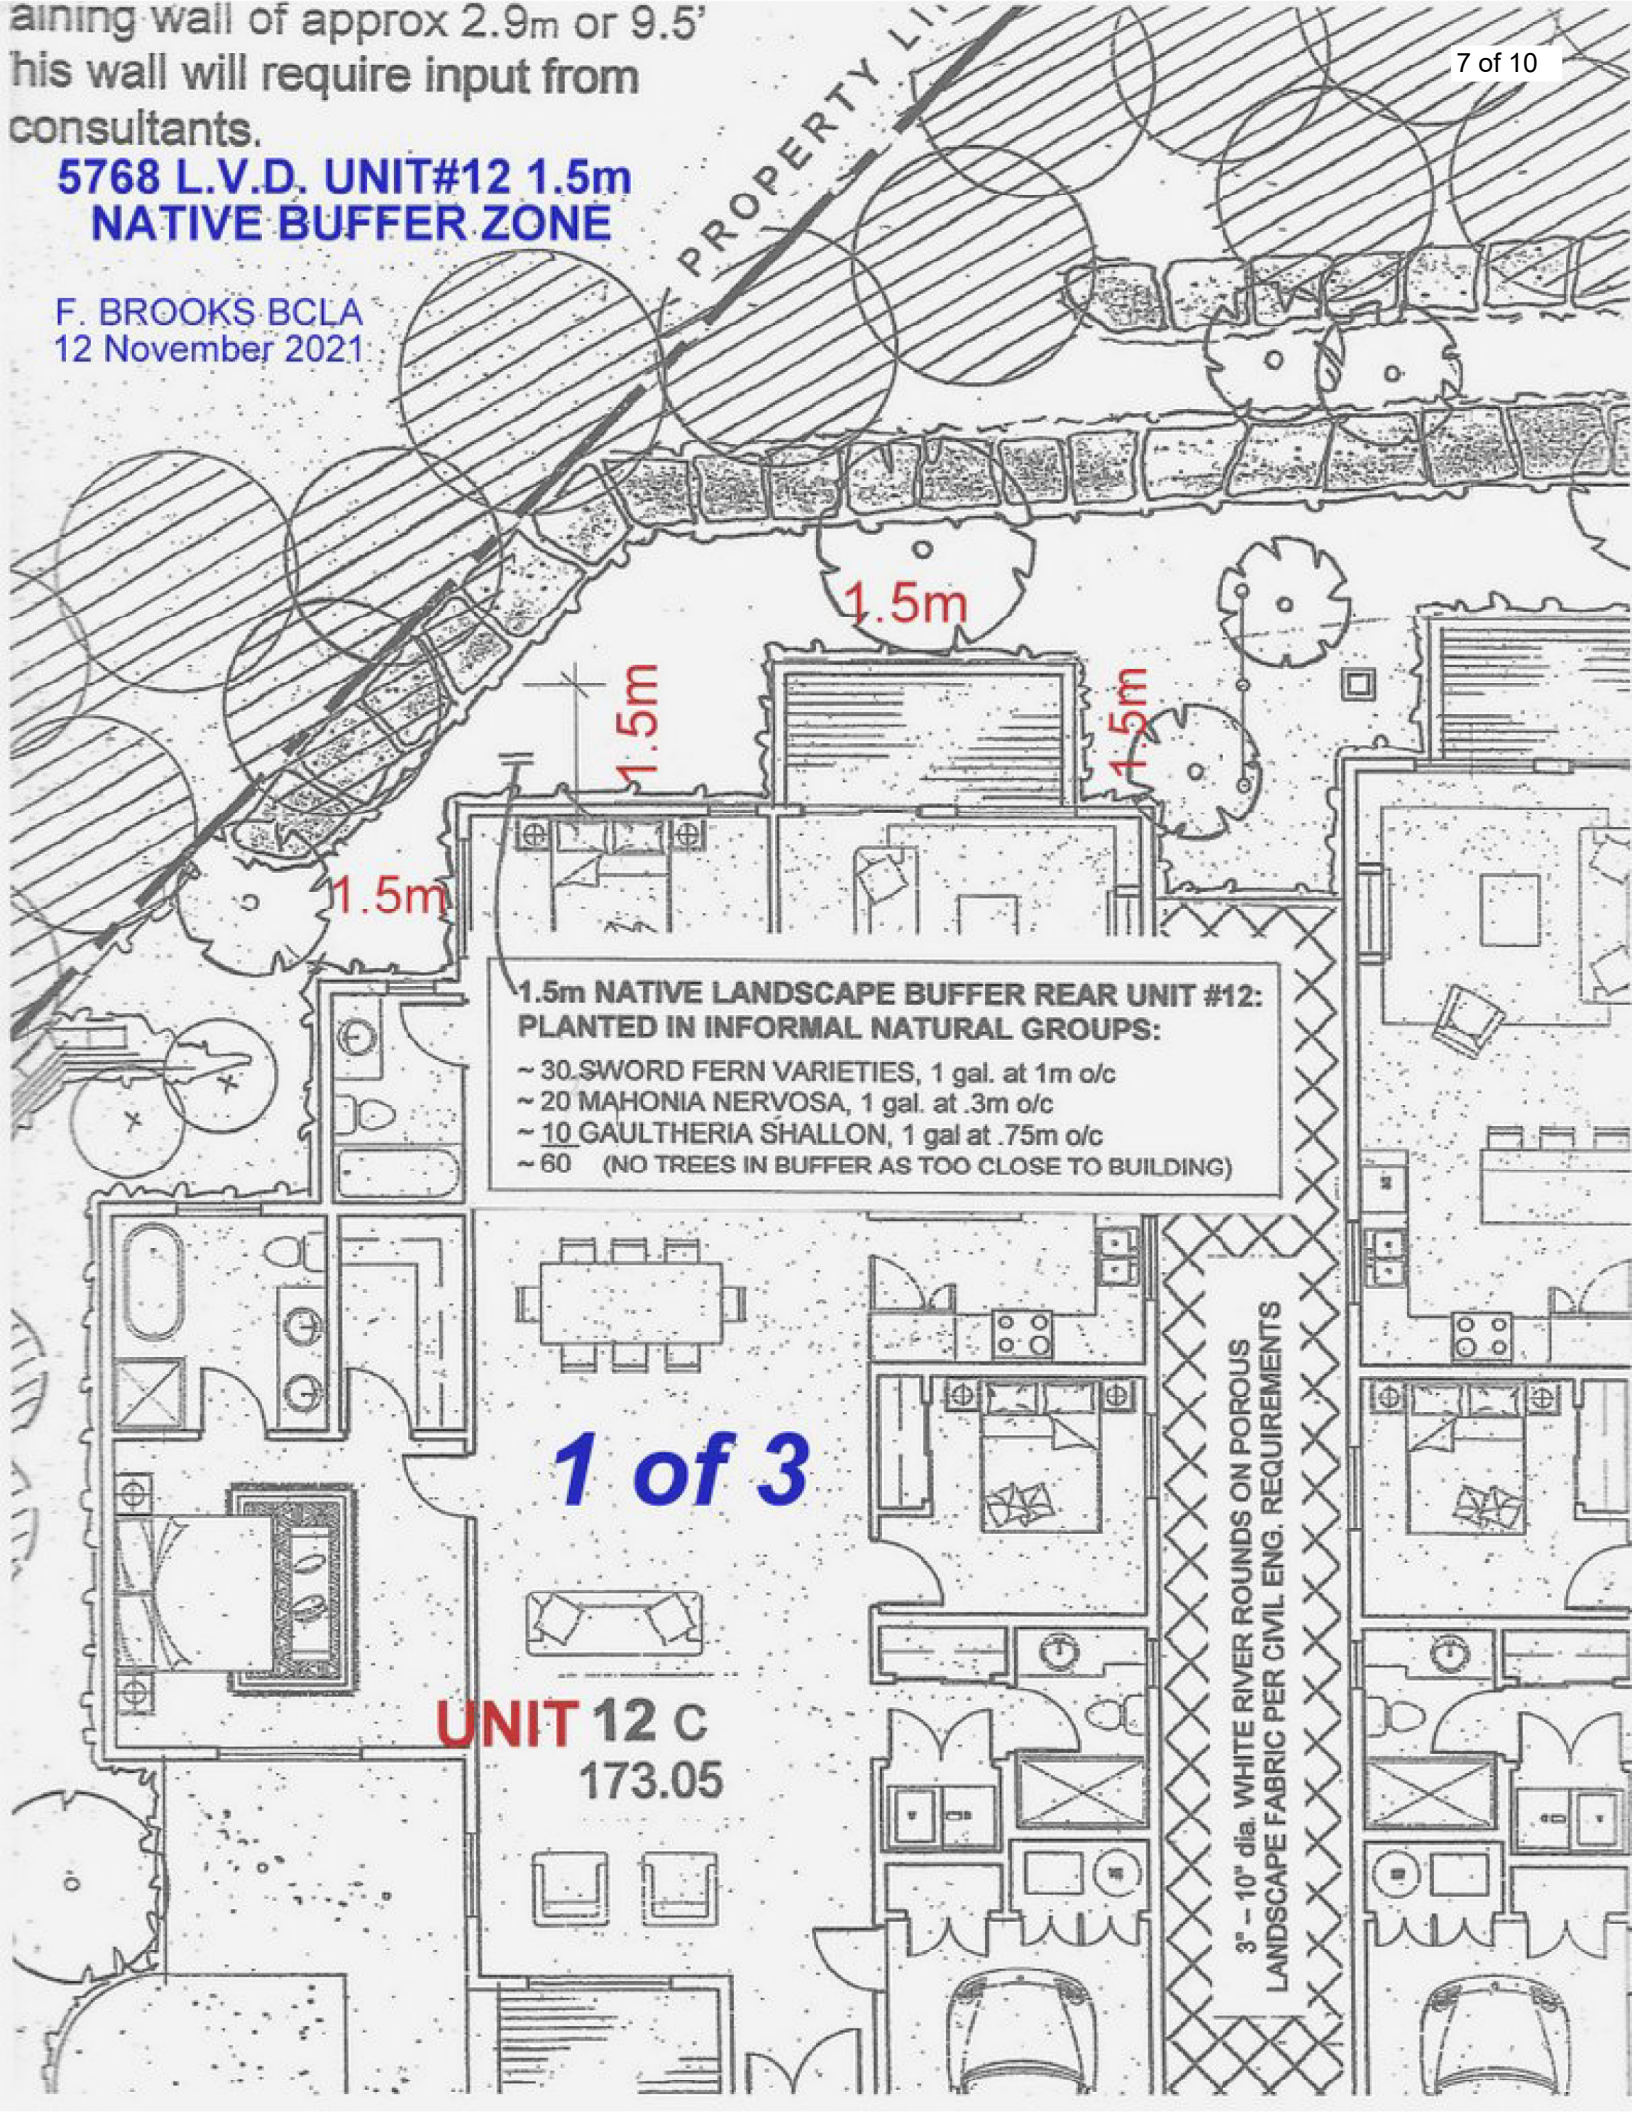 aining wall of approx 2.9m or 9.5'
his wall will require input from
consultants.
7 of 10
5768 L.V.D. UNIT#12 1.5m
NATIVE BUFFER ZONE
F. BROOKS BCLA
12 November 2021
PROPERTY LI
1.5m
1.5m
1.5m
1.5m
1.5m NATIVE LANDSCAPE BUFFER REAR UNIT #12:
PLANTED IN INFORMAL NATURAL GROUPS:
~ 30 SWORD FERN VARIETIES, 1 gal. at 1m o/c
~ 20 MAHONIA NERVOSA, 1 gal. at .3m o/c
~ 10 GAULTHERIA SHALLON, 1 gal at .75m o/c
~ 60 (NO TREES IN BUFFER AS TOO CLOSE TO BUILDING)
1 of 3
UNIT 12 C
173.05
3" – 10" dia. WHITE RIVER ROUNDS ON POROUS
LANDSCAPE FABRIC PER CIVIL ENG. REQUIREMENTS